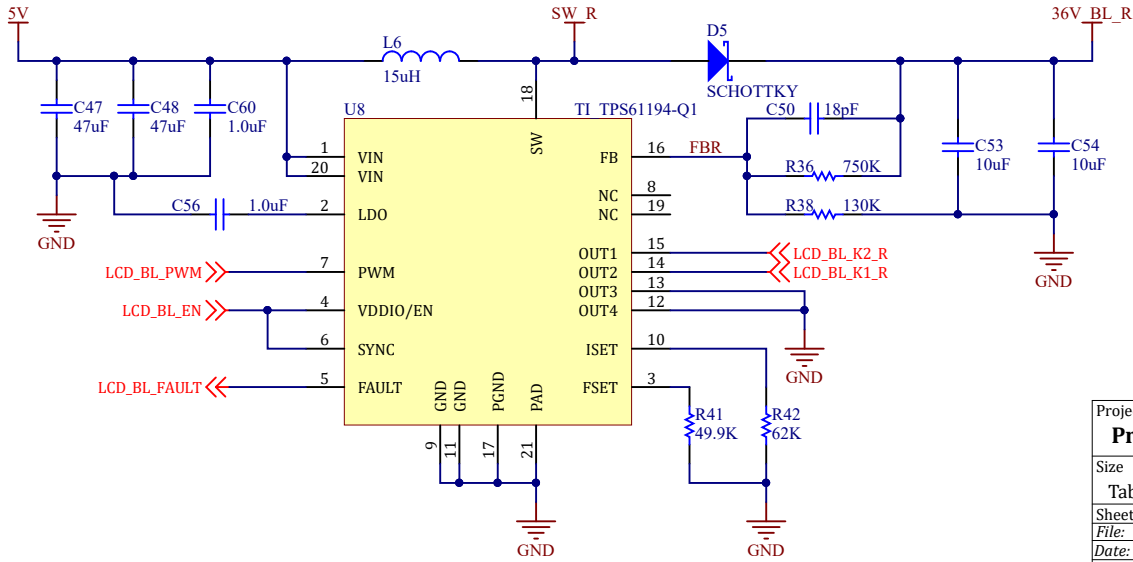 5V
SW_R
36V_BL_R
L6
15uH
D5
SCHOTTKY
C47
47uF
C48
47uF
C60
1.0uF
C50
18pF
C53
10uF
C54
10uF
U8
TI TPS61194-Q1
18
SW
1
VIN
20
VIN
2
LDO
7
PWM
4
VDDIO/EN
6
SYNC
5
FAULT
FB
16
FBR
NC
8
NC
19
OUT1
15
OUT2
14
OUT3
13
OUT4
12
ISET
10
FSET
3
GND
9
GND
11
PGND
17
PAD
21
R36
750K
R38
130K
C56
1.0uF
GND
LCD_BL_PWM
LCD_BL_EN
LCD_BL_FAULT
LCD_BL_K2_R
LCD_BL_K1_R
GND
GND
R41
49.9K
R42
62K
GND
GND
Size
Sheet
File:
Date: